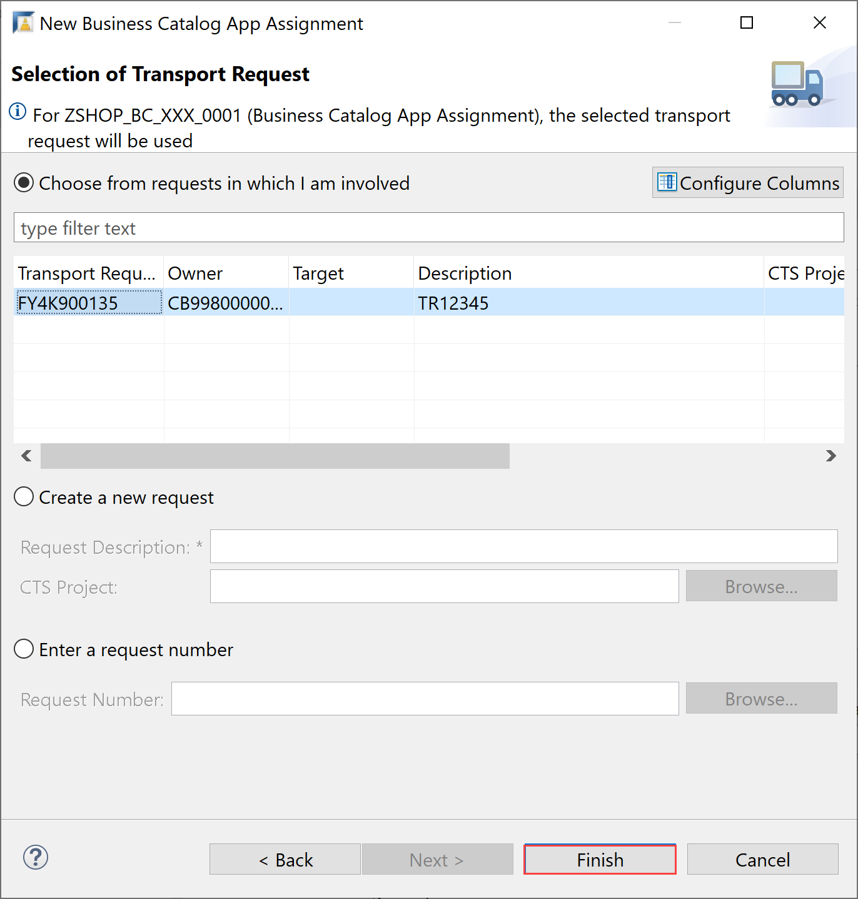 New Business Catalog App Assignment
Selection of Transport Request
For ZSHOP_BC_XXX_0001 (Business Catalog App Assignment), the selected transport
request will be used
Choose from requests in which I am involved
Configure Columns
type filter text
Transport Requ... Owner Target Description CTS Proje
FY4K900135 CB99800000... TR12345
Create a new request
Request Description: *
CTS Project:
Browse...
Enter a request number
Request Number:
Browse...
? < Back Next > Finish Cancel